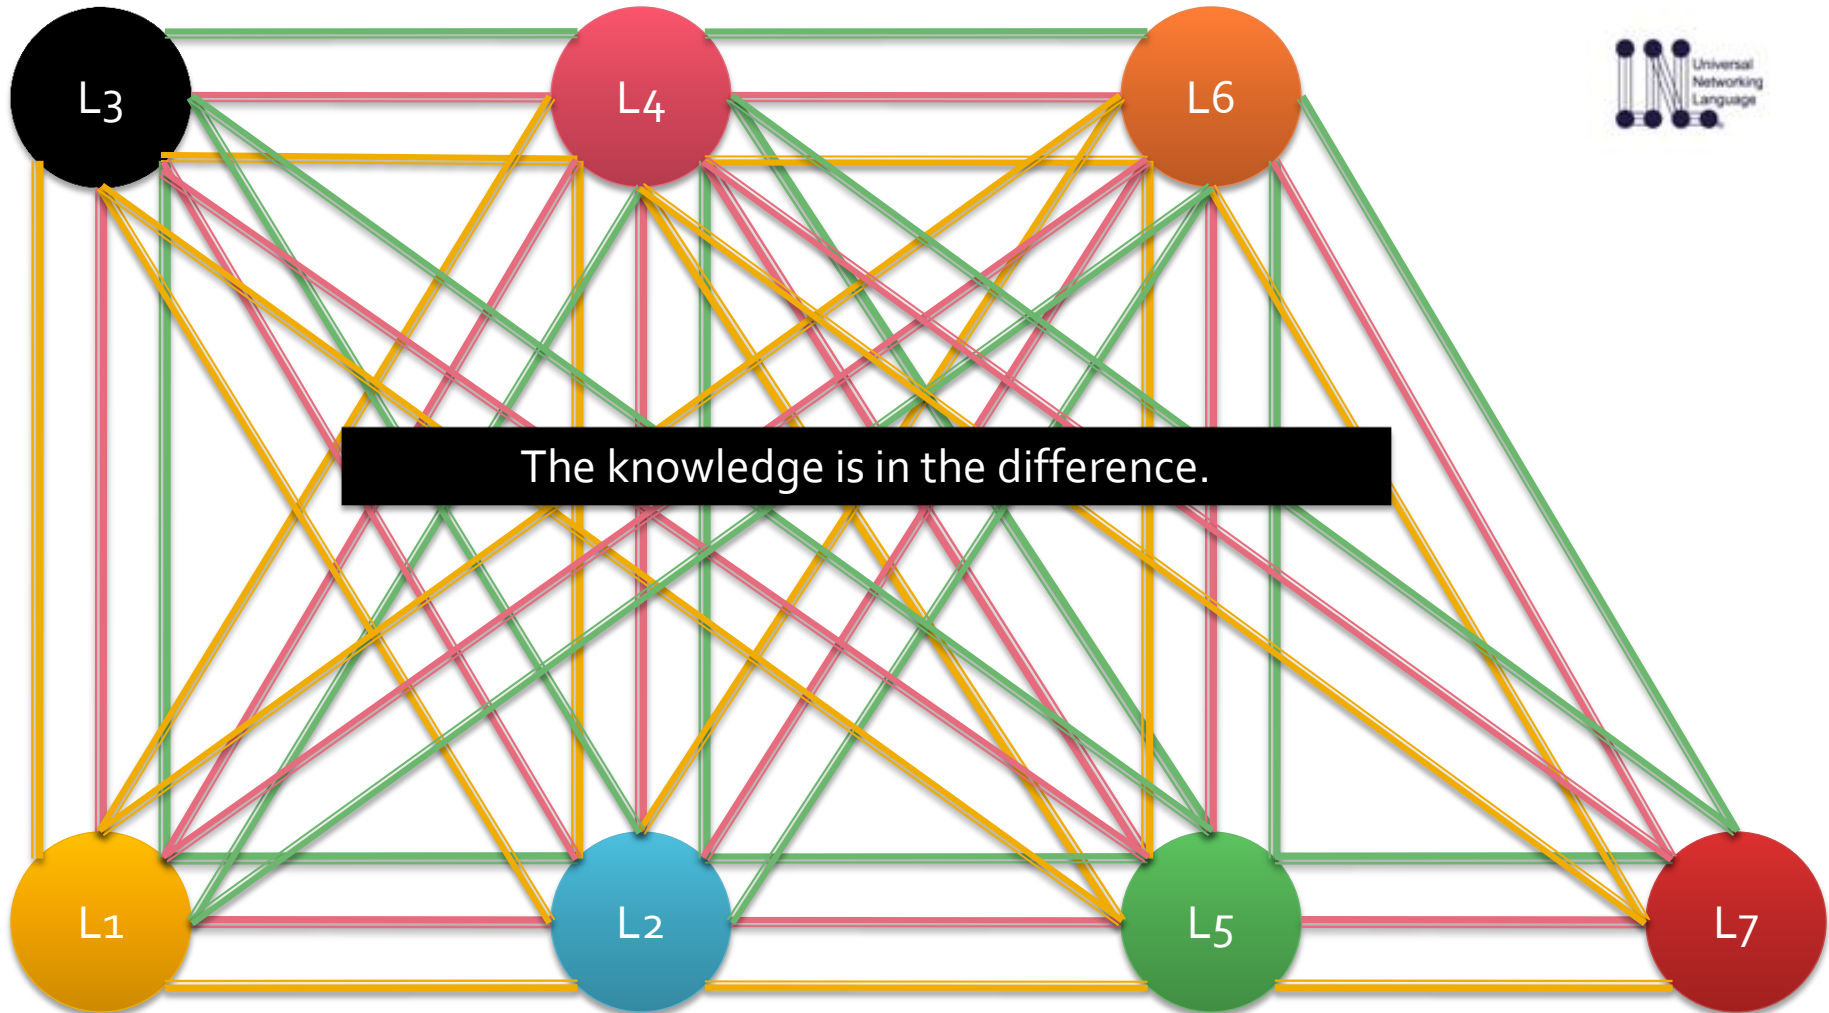 L3
L4
L6
Universal
Networking
Language
The knowledge is in the difference.
L1
L2
L5
L7